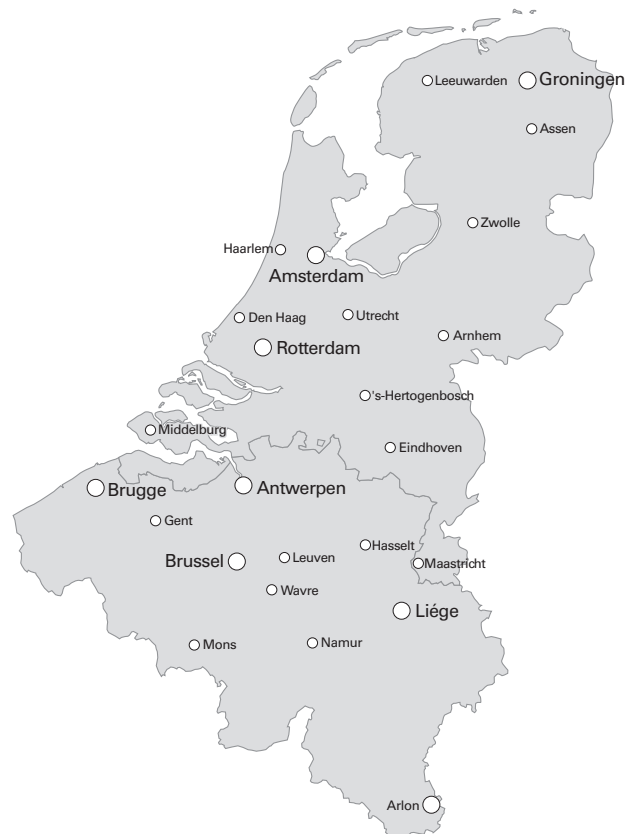 Leeuwarden
Groningen
Assen
Zwolle
Haarlem
Amsterdam
Den Haag
Utrecht
Arnhem
Rotterdam
's-Hertogenbosch
Middelburg
Eindhoven
Brugge
Antwerpen
Gent
Hasselt
Brussel
Leuven
Maastricht
Wavre
Liége
Mons
Namur
Arlon